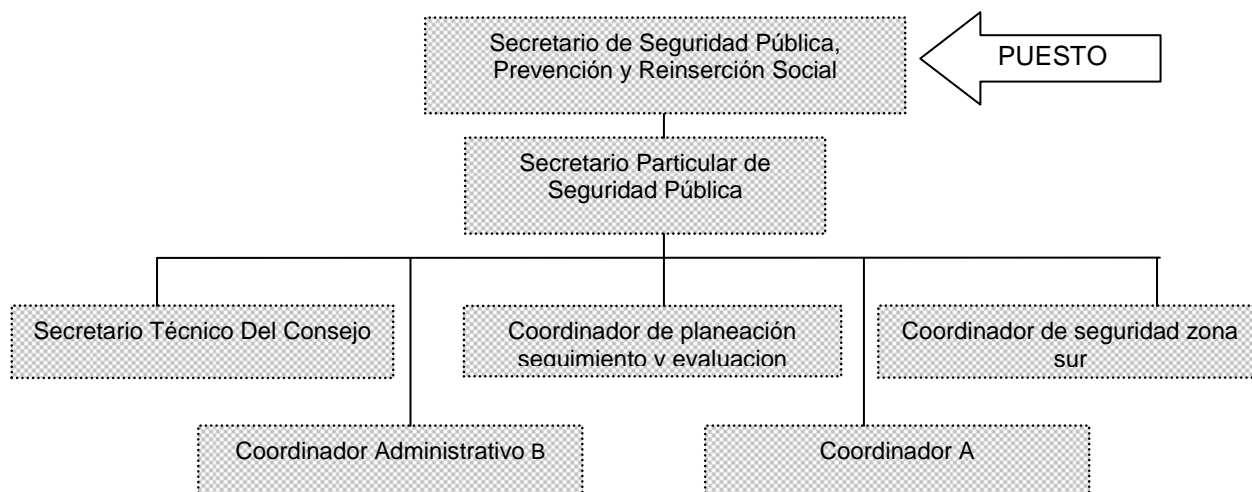 Secretario de Seguridad Pública,
Prevención y Reinserción Social
PUESTO
Secretario Particular de
Seguridad Pública
Secretario Técnico Del Consejo
Coordinador de planeación
seguimiento y evaluacion
Coordinador de seguridad zona
sur
Coordinador Administrativo B
Coordinador A